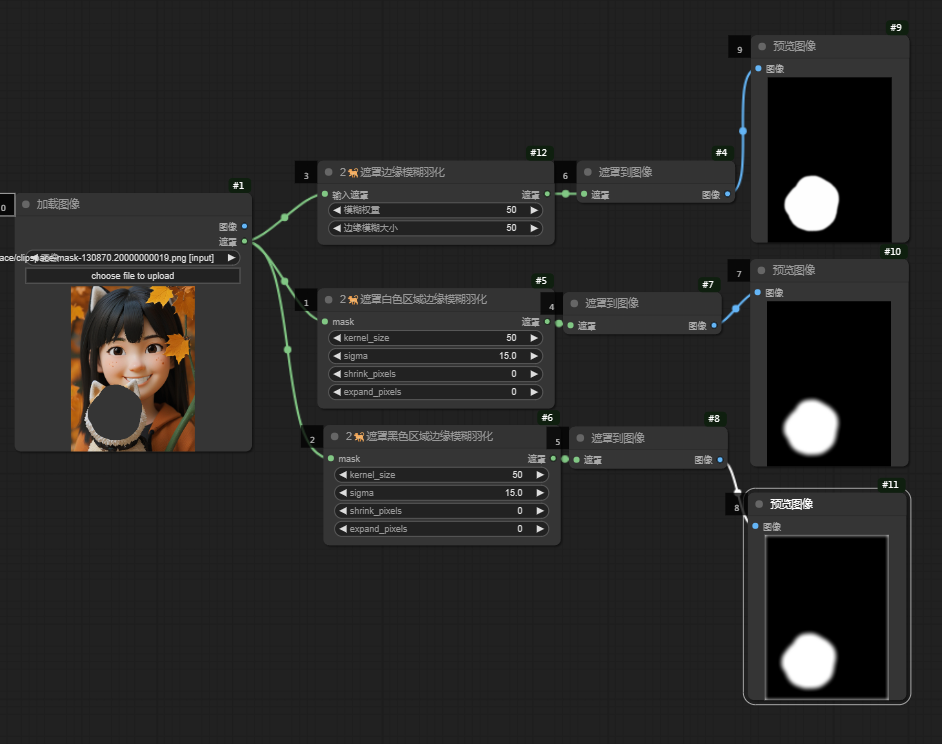 #9
9
预览图像
图像
#12
3
2🐕遮罩边缘模糊羽化
输入遮罩
遮罩
模糊权重
50
边缘模糊大小
50
#4
6
遮罩到图像
遮罩
图像
#1
0
加载图像
图像
遮罩
mask-130870.20000000019.png [input]
choose file to upload
#10
7
预览图像
图像
#5
1
2🐕遮罩白色区域边缘模糊羽化
mask
遮罩
kernel_size
50
sigma
15.0
shrink_pixels
0
expand_pixels
0
#7
4
遮罩到图像
遮罩
图像
#6
2
2🐕遮罩黑色区域边缘模糊羽化
mask
遮罩
kernel_size
50
sigma
15.0
shrink_pixels
0
expand_pixels
0
#8
5
遮罩到图像
遮罩
图像
#11
8
预览图像
图像